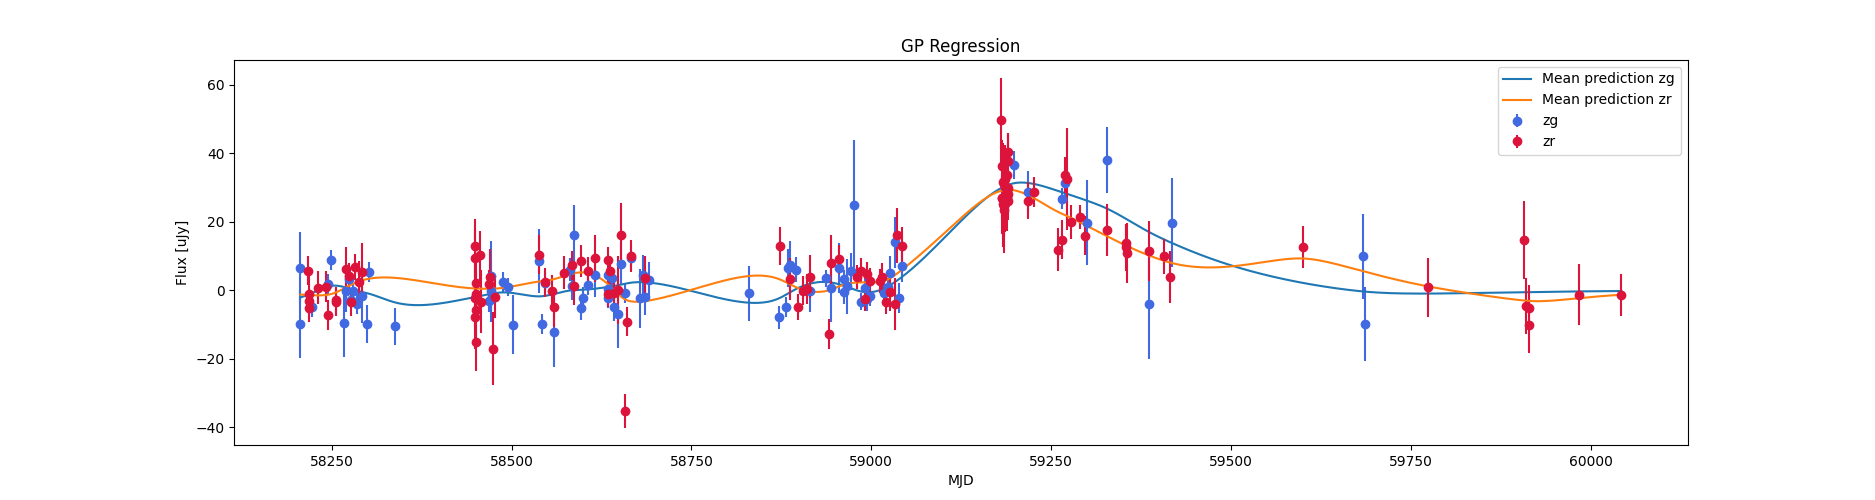 GP Regression
Mean prediction zg
Mean prediction zr
zg
zr
Flux [uJy]
60
40
20
0
−20
−40
58250 58500 58750 59000 59250 59500 59750 60000
MJD